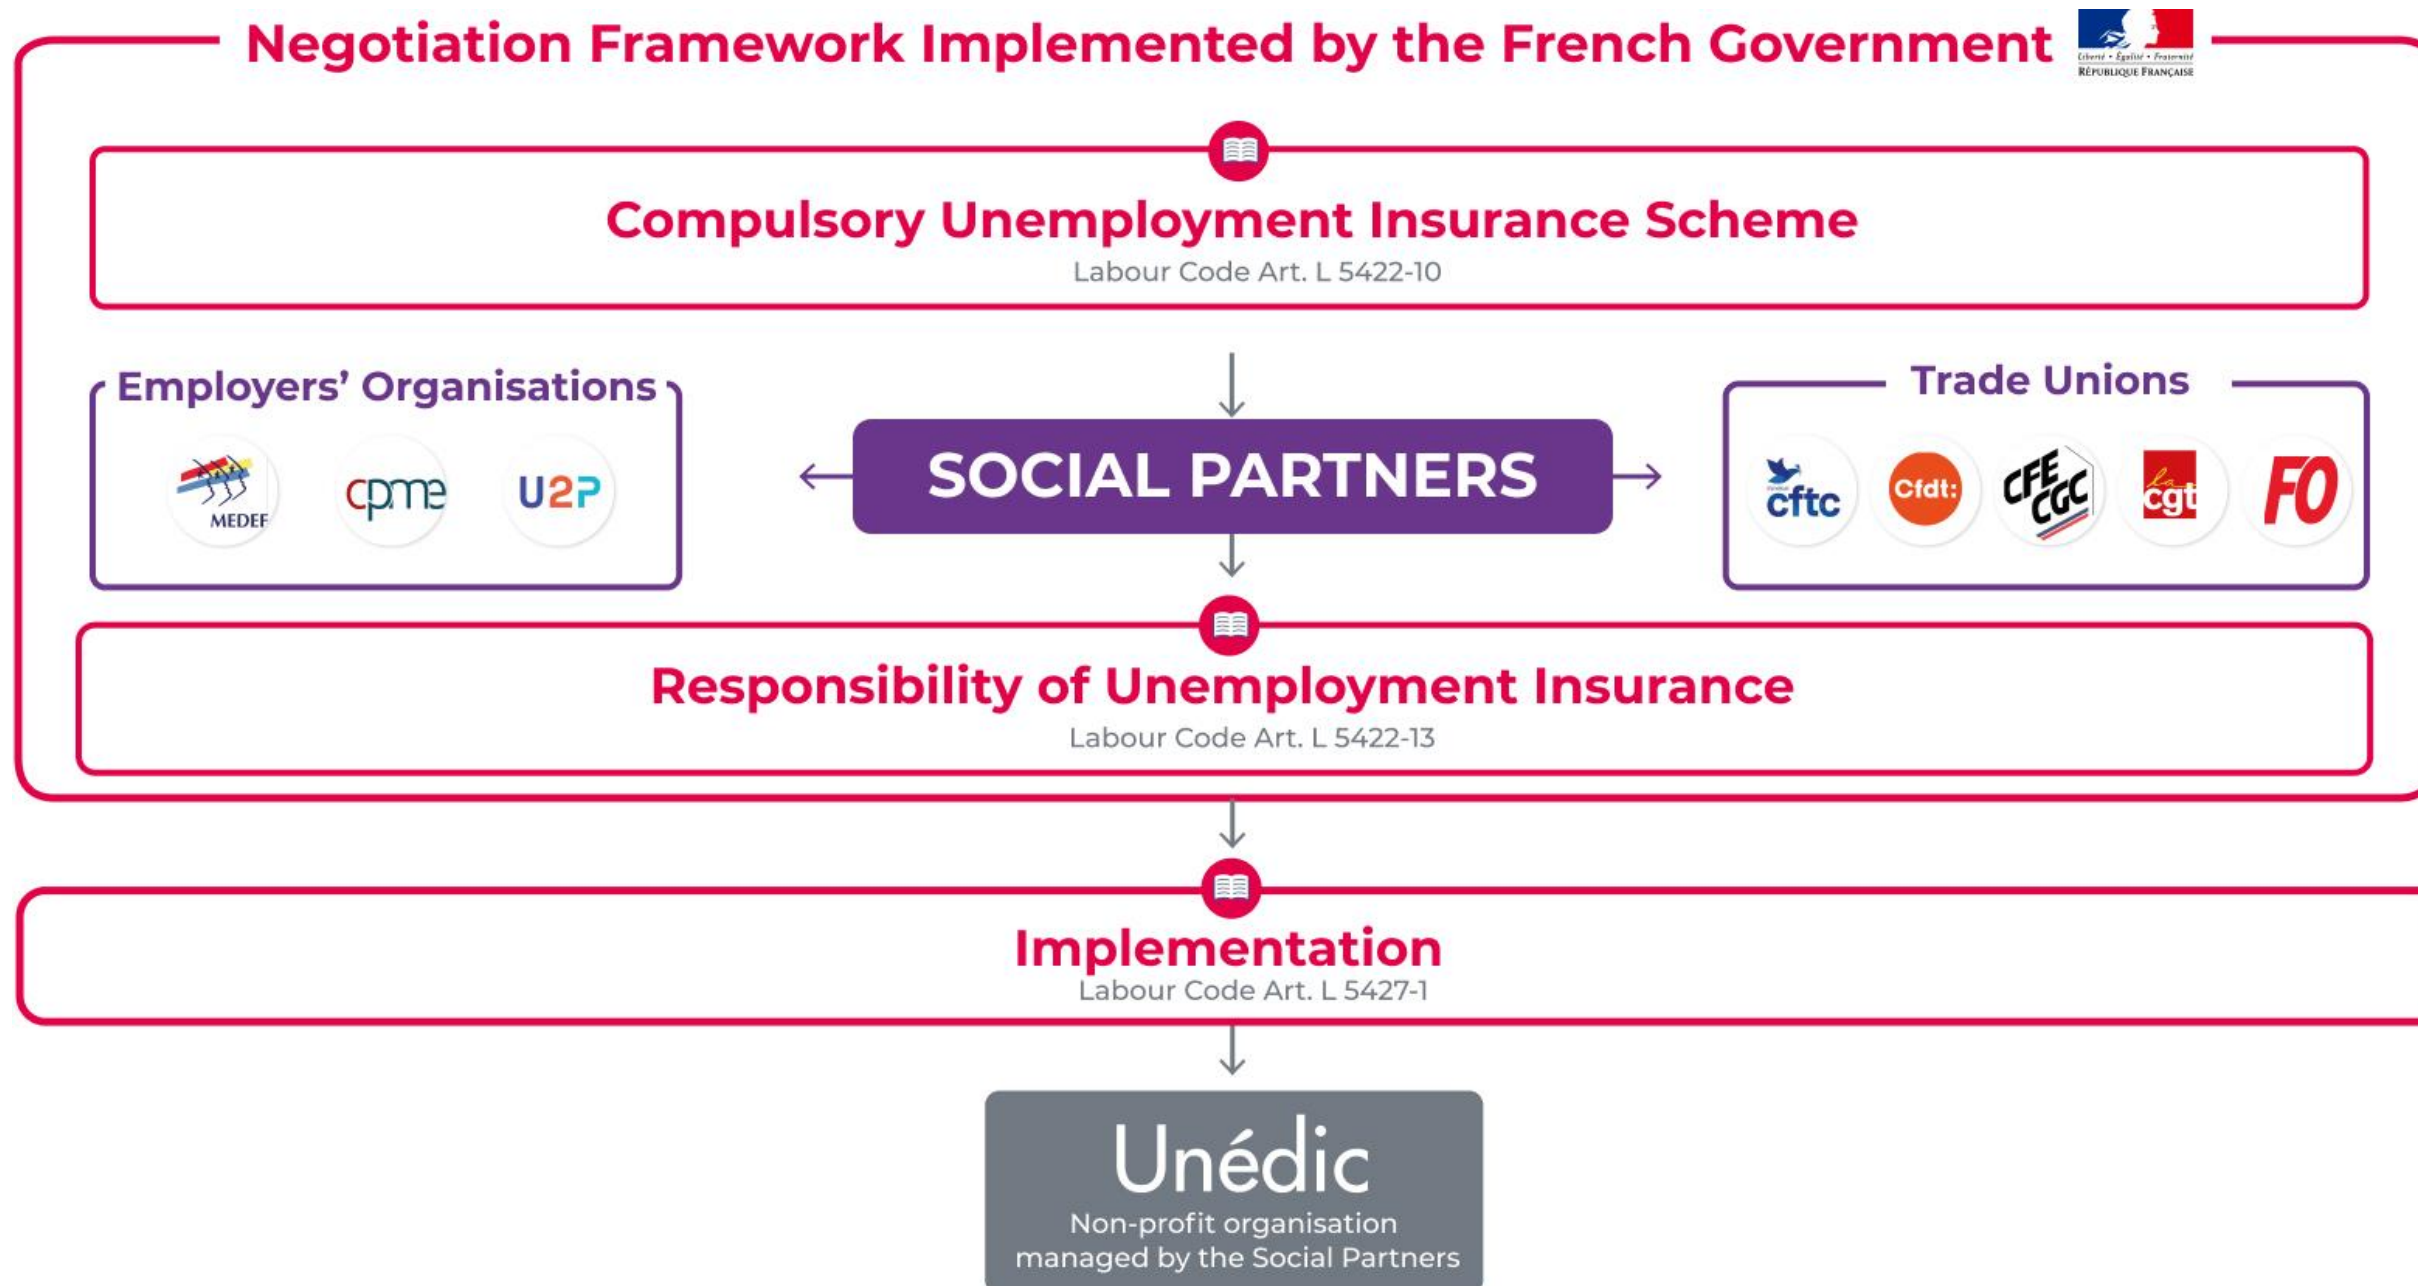 Negotiation Framework Implemented by the French Government
Liberté • Égalité • Fraternité
RÉPUBLIQUE FRANÇAISE
Compulsory Unemployment Insurance Scheme
Labour Code Art. L 5422-10
Employers’ Organisations
MEDEF
cpme
U2P
SOCIAL PARTNERS
Trade Unions
cftc
Cfdt:
CFE
CGC
la
cgt
FO
Responsibility of Unemployment Insurance
Labour Code Art. L 5422-13
Implementation
Labour Code Art. L 5427-1
Unédic
Non-profit organisation
managed by the Social Partners